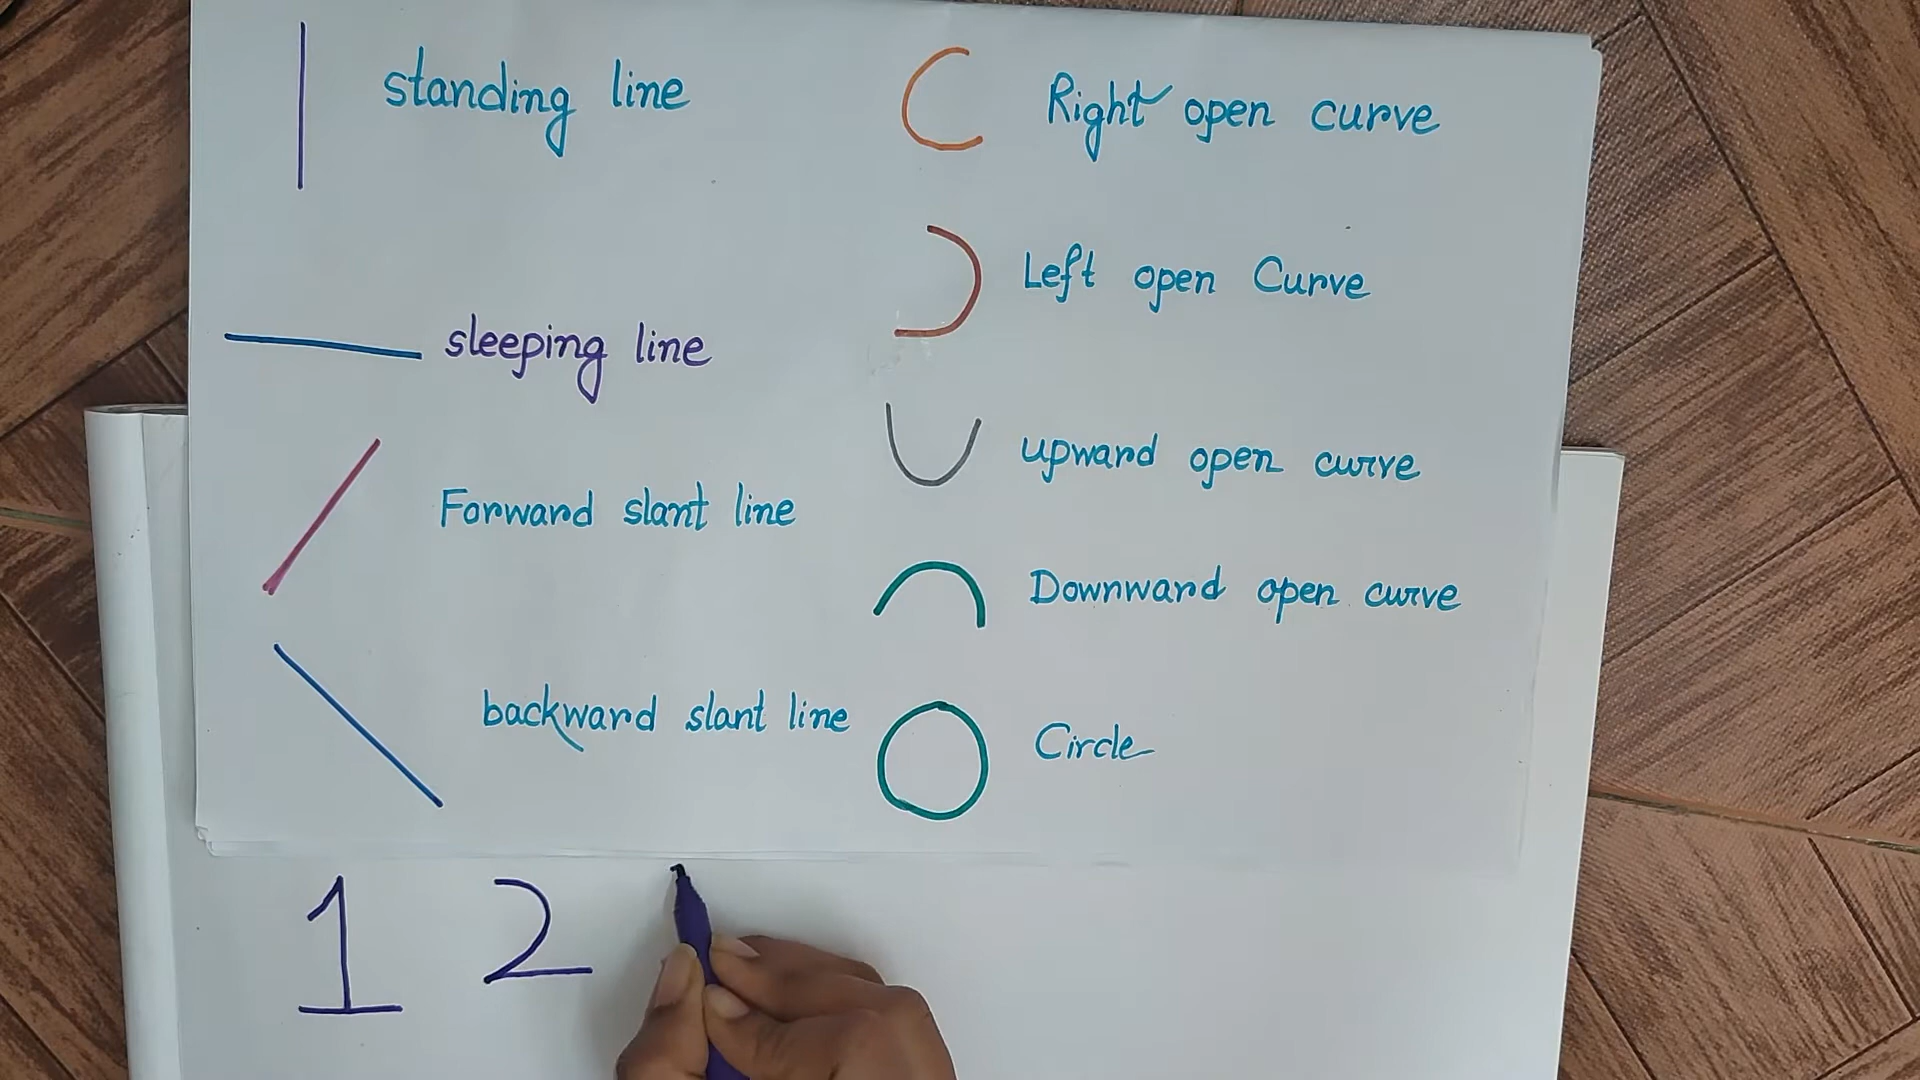 standing line
sleeping line
Forward slant line
backward slant line
Right open curve
Left open Curve
upward open curve
Downward open curve
Circle
1 2